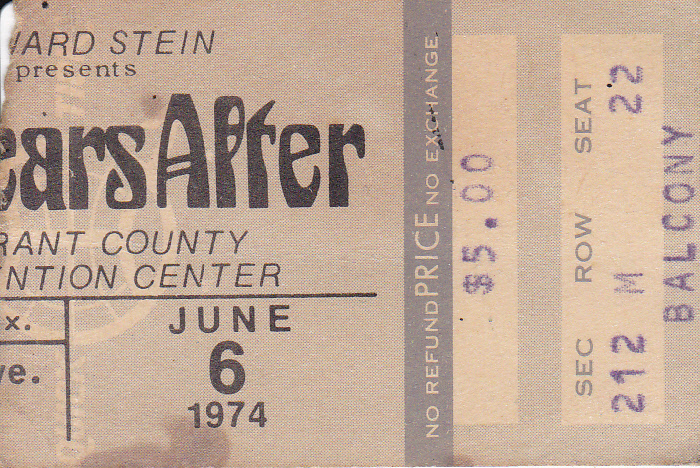 WARD STEIN
presents
ears After
RANT COUNTY
NTION CENTER
x.
ve.
JUNE
6
1974
NO REFUND PRICE NO EXCHANGE
$5.00
SEC ROW SEAT
212 M 22
BALCONY